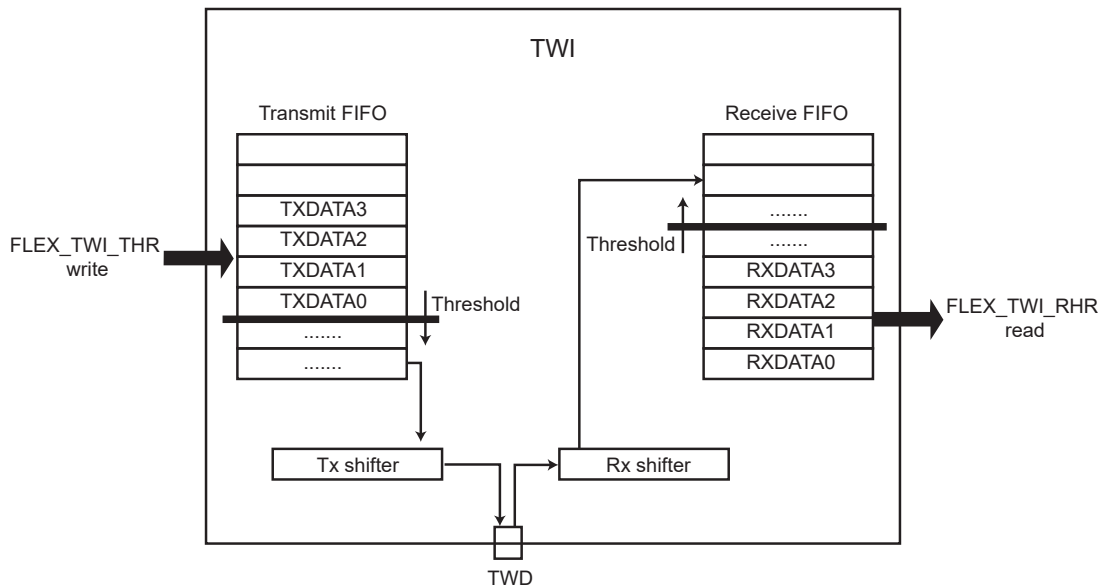 TWI
Transmit FIFO
Receive FIFO
TXDATA3
TXDATA2
TXDATA1
TXDATA0
.......
.......
FLEX_TWI_THR
write
Threshold
.......
.......
RXDATA3
RXDATA2
RXDATA1
RXDATA0
Threshold
FLEX_TWI_RHR
read
Tx shifter
Rx shifter
TWD